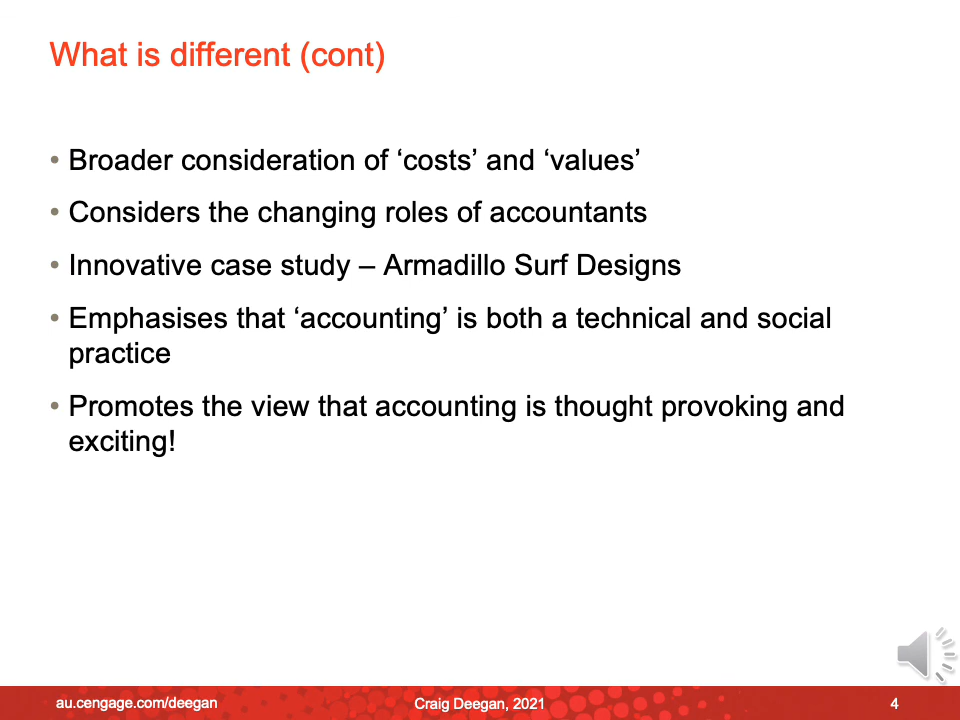 What is different (cont)
• Broader consideration of ‘costs’ and ‘values’
• Considers the changing roles of accountants
• Innovative case study – Armadillo Surf Designs
• Emphasises that ‘accounting’ is both a technical and social
practice
• Promotes the view that accounting is thought provoking and
exciting!
au.cengage.com/deegan
Craig Deegan, 2021
4